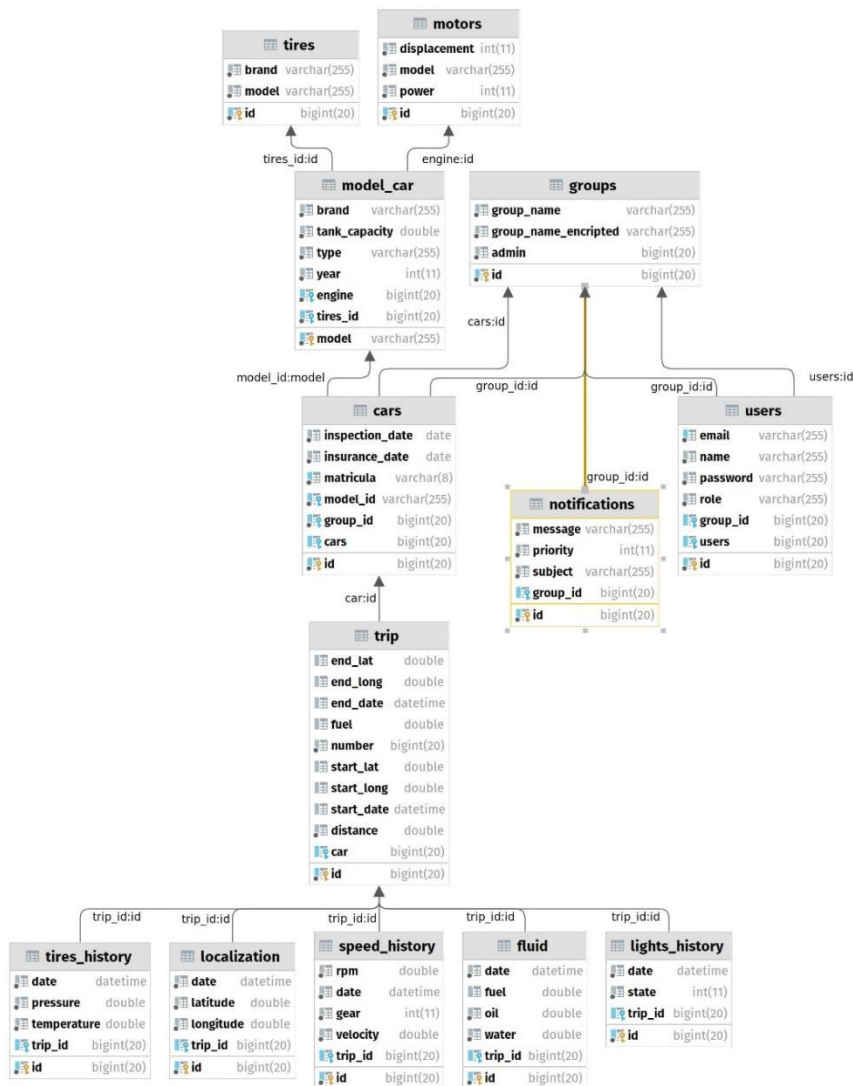 tires
brand varchar(255)
model varchar(255)
id bigint(20)
motors
displacement int(11)
model varchar(255)
power int(11)
id bigint(20)
tires_id:id
engine:id
model_car
brand varchar(255)
tank_capacity double
type varchar(255)
year int(11)
engine bigint(20)
tires_id bigint(20)
model varchar(255)
groups
group_name varchar(255)
group_name_encripted varchar(255)
admin bigint(20)
id bigint(20)
cars:id
model_id:model
group_id:id
group_id:id
users:id
cars
inspection_date date
insurance_date date
matricula varchar(8)
model_id varchar(255)
group_id bigint(20)
cars bigint(20)
id bigint(20)
users
email varchar(255)
name varchar(255)
password varchar(255)
role varchar(255)
group_id bigint(20)
users bigint(20)
id bigint(20)
group_id:id
notifications
message varchar(255)
priority int(11)
subject varchar(255)
group_id bigint(20)
id bigint(20)
car:id
trip
end_lat double
end_long double
end_date datetime
fuel double
number bigint(20)
start_lat double
start_long double
start_date datetime
distance double
car bigint(20)
id bigint(20)
trip_id:id
trip_id:id
trip_id:id
trip_id:id
trip_id:id
tires_history
date datetime
pressure double
temperature double
trip_id bigint(20)
id bigint(20)
localization
date datetime
latitude double
longitude double
trip_id bigint(20)
id bigint(20)
speed_history
rpm double
date datetime
gear int(11)
velocity double
trip_id bigint(20)
id bigint(20)
fluid
date datetime
fuel double
oil double
water double
trip_id bigint(20)
id bigint(20)
lights_history
date datetime
state int(11)
trip_id bigint(20)
id bigint(20)